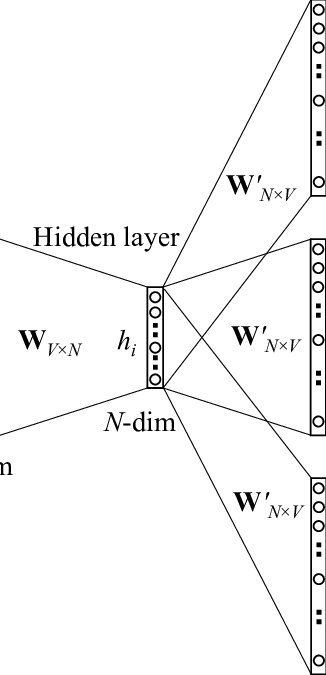 W'N×V
Hidden layer
WV×N
hi
W'N×V
N-dim
m
W'N×V